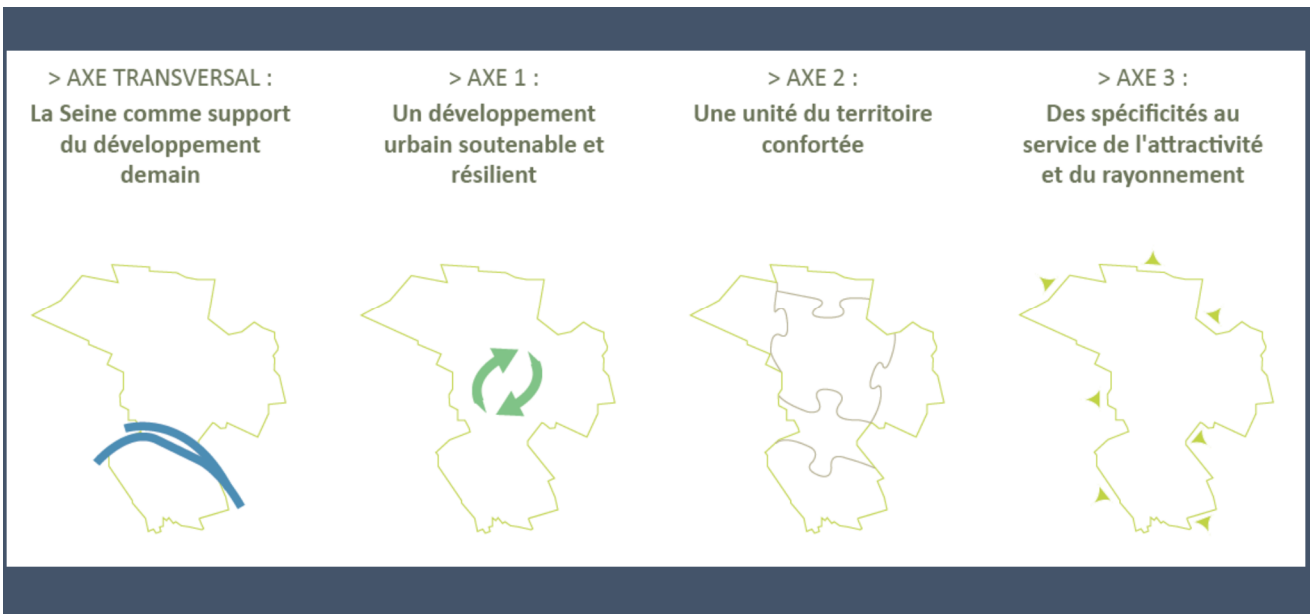 > AXE TRANSVERSAL :
La Seine comme support
du développement
demain
> AXE 1 :
Un développement
urbain soutenable et
résilient
> AXE 2 :
Une unité du territoire
confortée
> AXE 3 :
Des spécificités au
service de l'attractivité
et du rayonnement